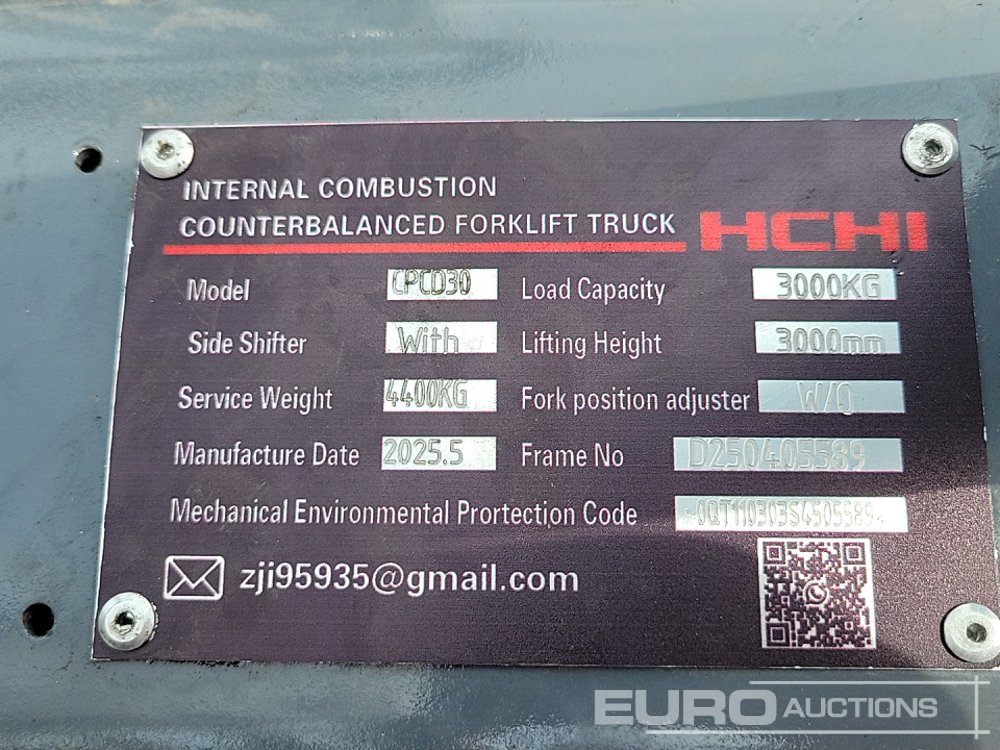 INTERNAL COMBUSTION
COUNTERBALANCED FORKLIFT TRUCK HCHI
Model CPCD30 Load Capacity 3000KG
Side Shifter With Lifting Height 3000mm
Service Weight 4400KG Fork position adjuster W/O
Manufacture Date 2025.5 Frame No D250405589
Mechanical Environmental Prortection Code
zji95935@gmail.com
EURO AUCTIONS